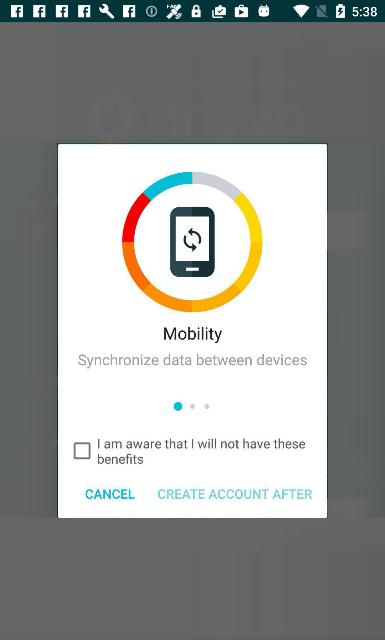 5:38
drivvo
Mobility
Synchronize data between devices
I am aware that I will not have these
benefits
CANCEL
CREATE ACCOUNT AFTER